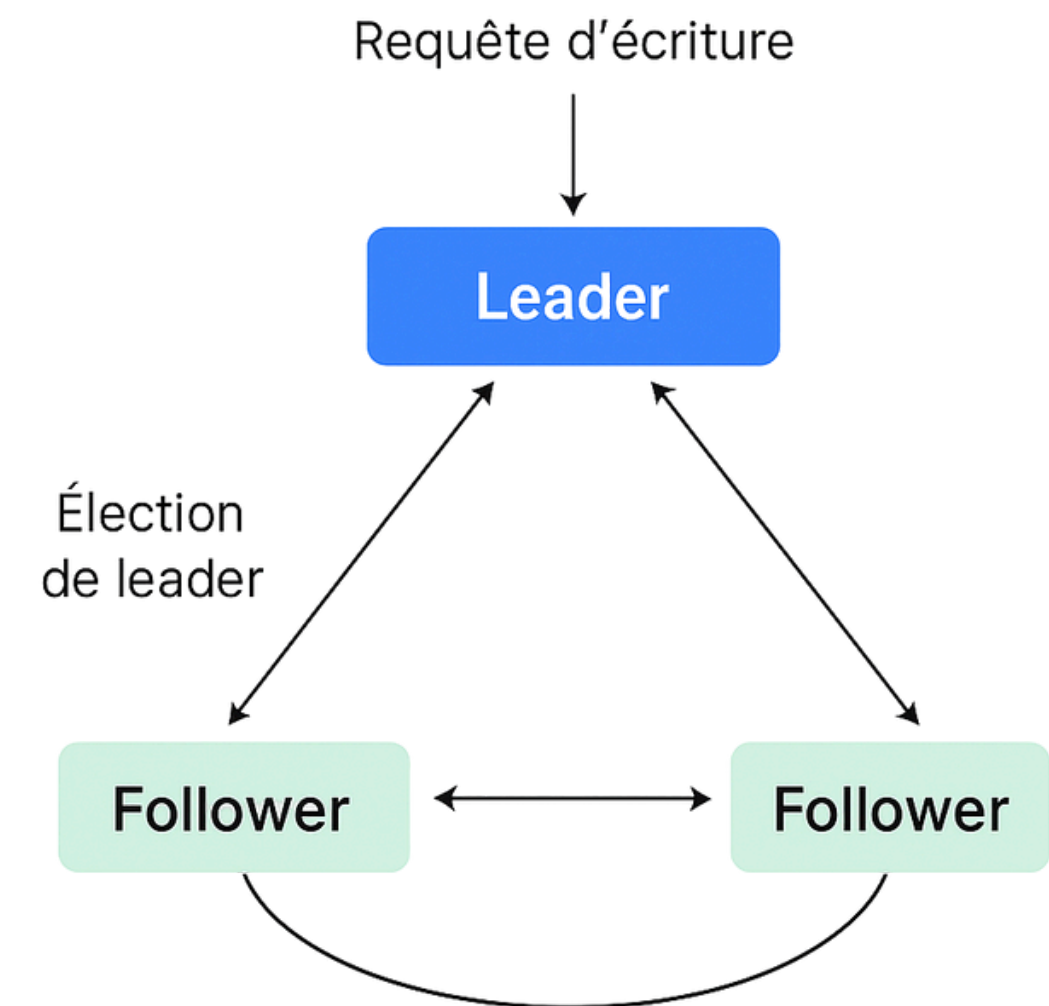 Requête d’écriture
Leader
Élection
de leader
Follower
Follower